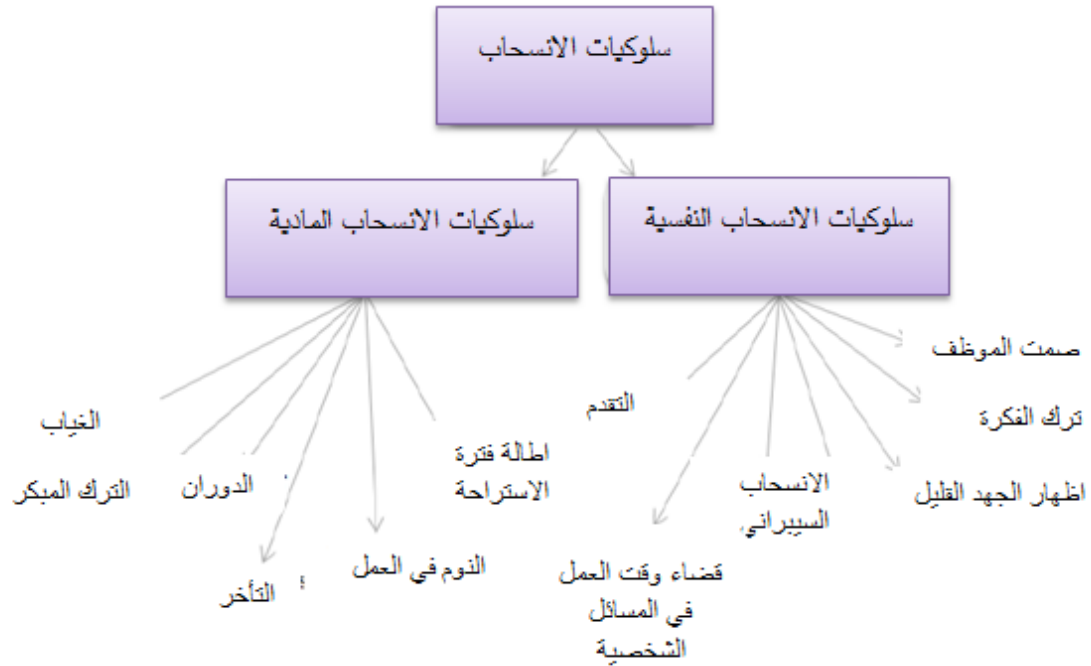 سلوكيات الانسحاب
سلوكيات الانسحاب النفسية
سلوكيات الانسحاب المادية
صمت الموظف
ترك الفكرة
اظهار الجهد القليل
الانسحاب
السيبراني
التقدم
قضاء وقت العمل
في المسائل
الشخصية
اطالة فترة
الاستراحة
النوم في العمل
التأخر
الدوران
الترك المبكر
الغياب